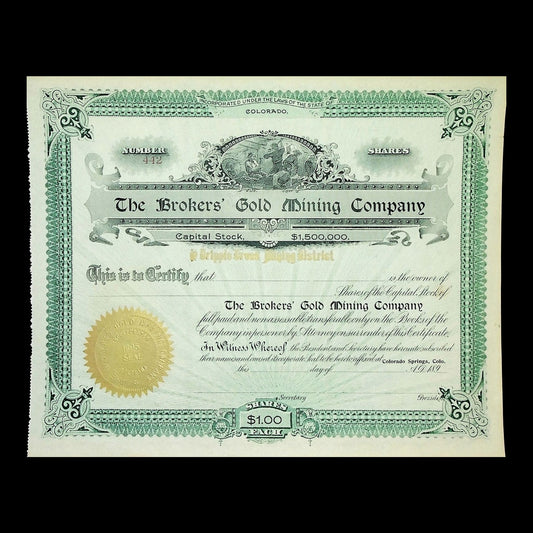 INCORPORATED UNDER THE LAWS OF THE STATE OF
COLORADO.
NUMBER
442
SHARES
The Brokers' Gold Mining Company
Capital Stock, $1,500,000.
Cripple Creek Mining District
This is to Certify that is the owner of
Shares of the Capital Stock of
The Brokers' Gold Mining Company
full paid and non assessable transferable only on the Books of the
Company in person or by Attorney on surrender of this Certificate.
In Witness Whereof, the President and Secretary have hereunto subscribed
their names and caused the corporate Seal to be hereto affixed at Colorado Springs, Colo.
this day of A.D. 189
Secretary President
SHARES
$1.00
EACH